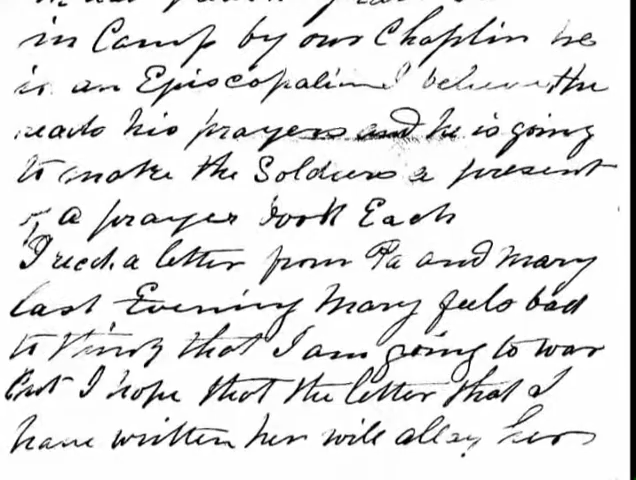 in Camp by our Chaplin he
is an Episcopalian I believe the
reads his prayers and he is going
to make the Soldiers a present
of a prayer Book Each
I recd. a letter from Pa and Mary
last Evening Mary feels bad
to think that I am going to war
but I hope that the letter that I
have written her will allay her